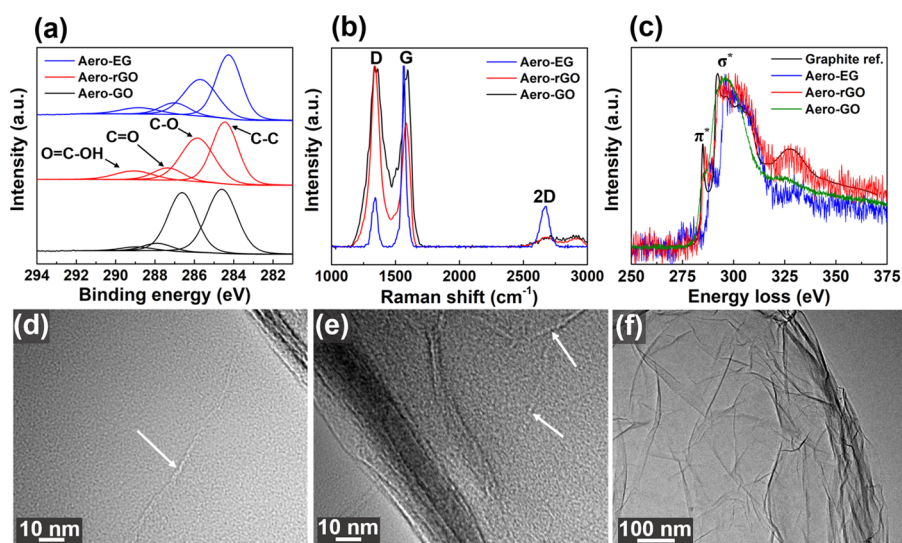 (a)
Aero-EG
Aero-rGO
Aero-GO
C-O
C-C
C=O
O=C-OH
Intensity (a.u.)
294 292 290 288 286 284 282
Binding energy (eV)
(b)
D G
Aero-EG
Aero-rGO
Aero-GO
2D
Intensity (a.u.)
1000 1500 2000 2500 3000
Raman shift (cm⁻¹)
(c)
σ*
Graphite ref.
Aero-EG
Aero-rGO
Aero-GO
π*
Intensity (a.u.)
250 275 300 325 350 375
Energy loss (eV)
(d)
10 nm
(e)
10 nm
(f)
100 nm